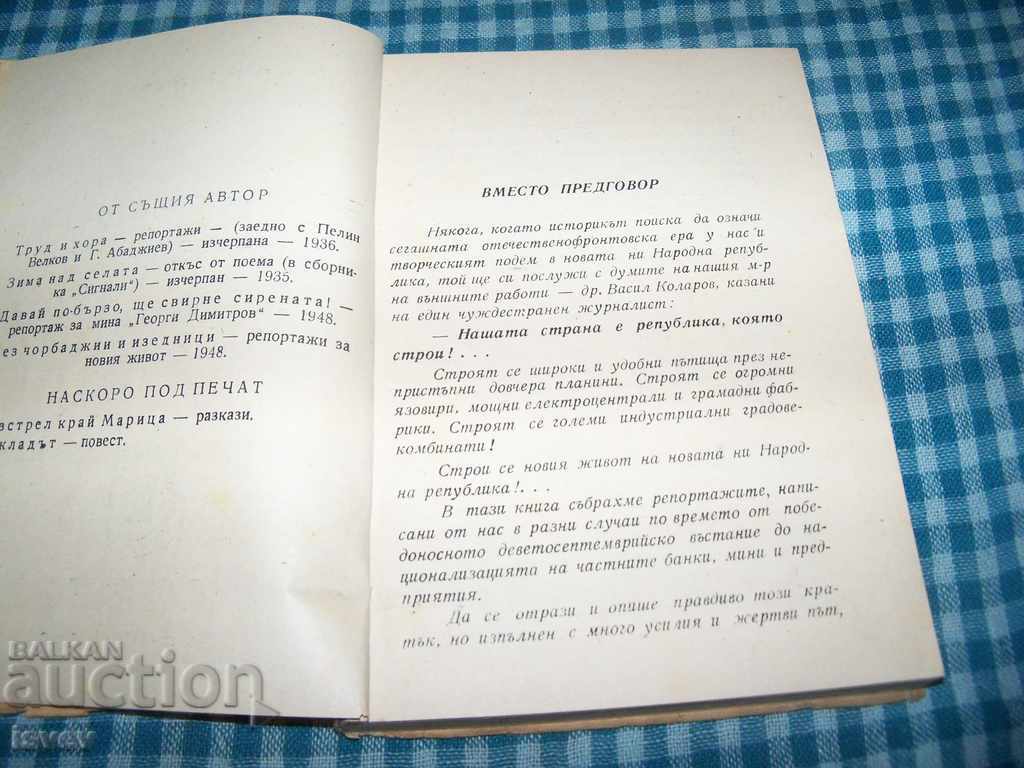 ОТ СЪЩИЯ АВТОР
Труд и хора — репортажи — (заедно с Пелин
Велков и Г. Абаджиев) — изчерпана — 1936.
Зима над селата — откъс от поема (в сборни-
ка „Сигнали“) — изчерпан — 1935.
Давай по-бързо, ще свирне сирената! —
репортаж за мина „Георги Димитров“ — 1948.
ез чорбаджии и изедници — репортажи за
новия живот — 1948.
НАСКОРО ПОД ПЕЧАТ
встрел край Марица — разкази.
кладът — повест.
ВМЕСТО ПРЕДГОВОР
Някога, когато историкът поиска да означи
сегашната отечественофронтовска ера у нас и
творческият подем в новата ни Народна репуб-
лика, той ще си послужи с думите на нашия м-р
на външните работи — др. Васил Коларов, казани
на един чуждестранен журналист:
— Нашата страна е република, която
строи!...
Строят се широки и удобни пътища през не-
пристъпни довчера планини. Строят се огромни
язовири, мощни електроцентрали и грамадни фаб-
рики. Строят се големи индустриални градове-
комбинати!
Строи се новия живот на новата ни Народ-
на република!...
В тази книга събрахме репортажите, напи-
сани от нас в разни случаи по времето от побе-
доносното деветосептемврийско въстание до на-
ционализацията на частните банки, мини и пред-
приятия.
Да се отрази и опише правдиво този кра-
тък, но изпълнен с много усилия и жертви път,
BALKAN
auction
isvev